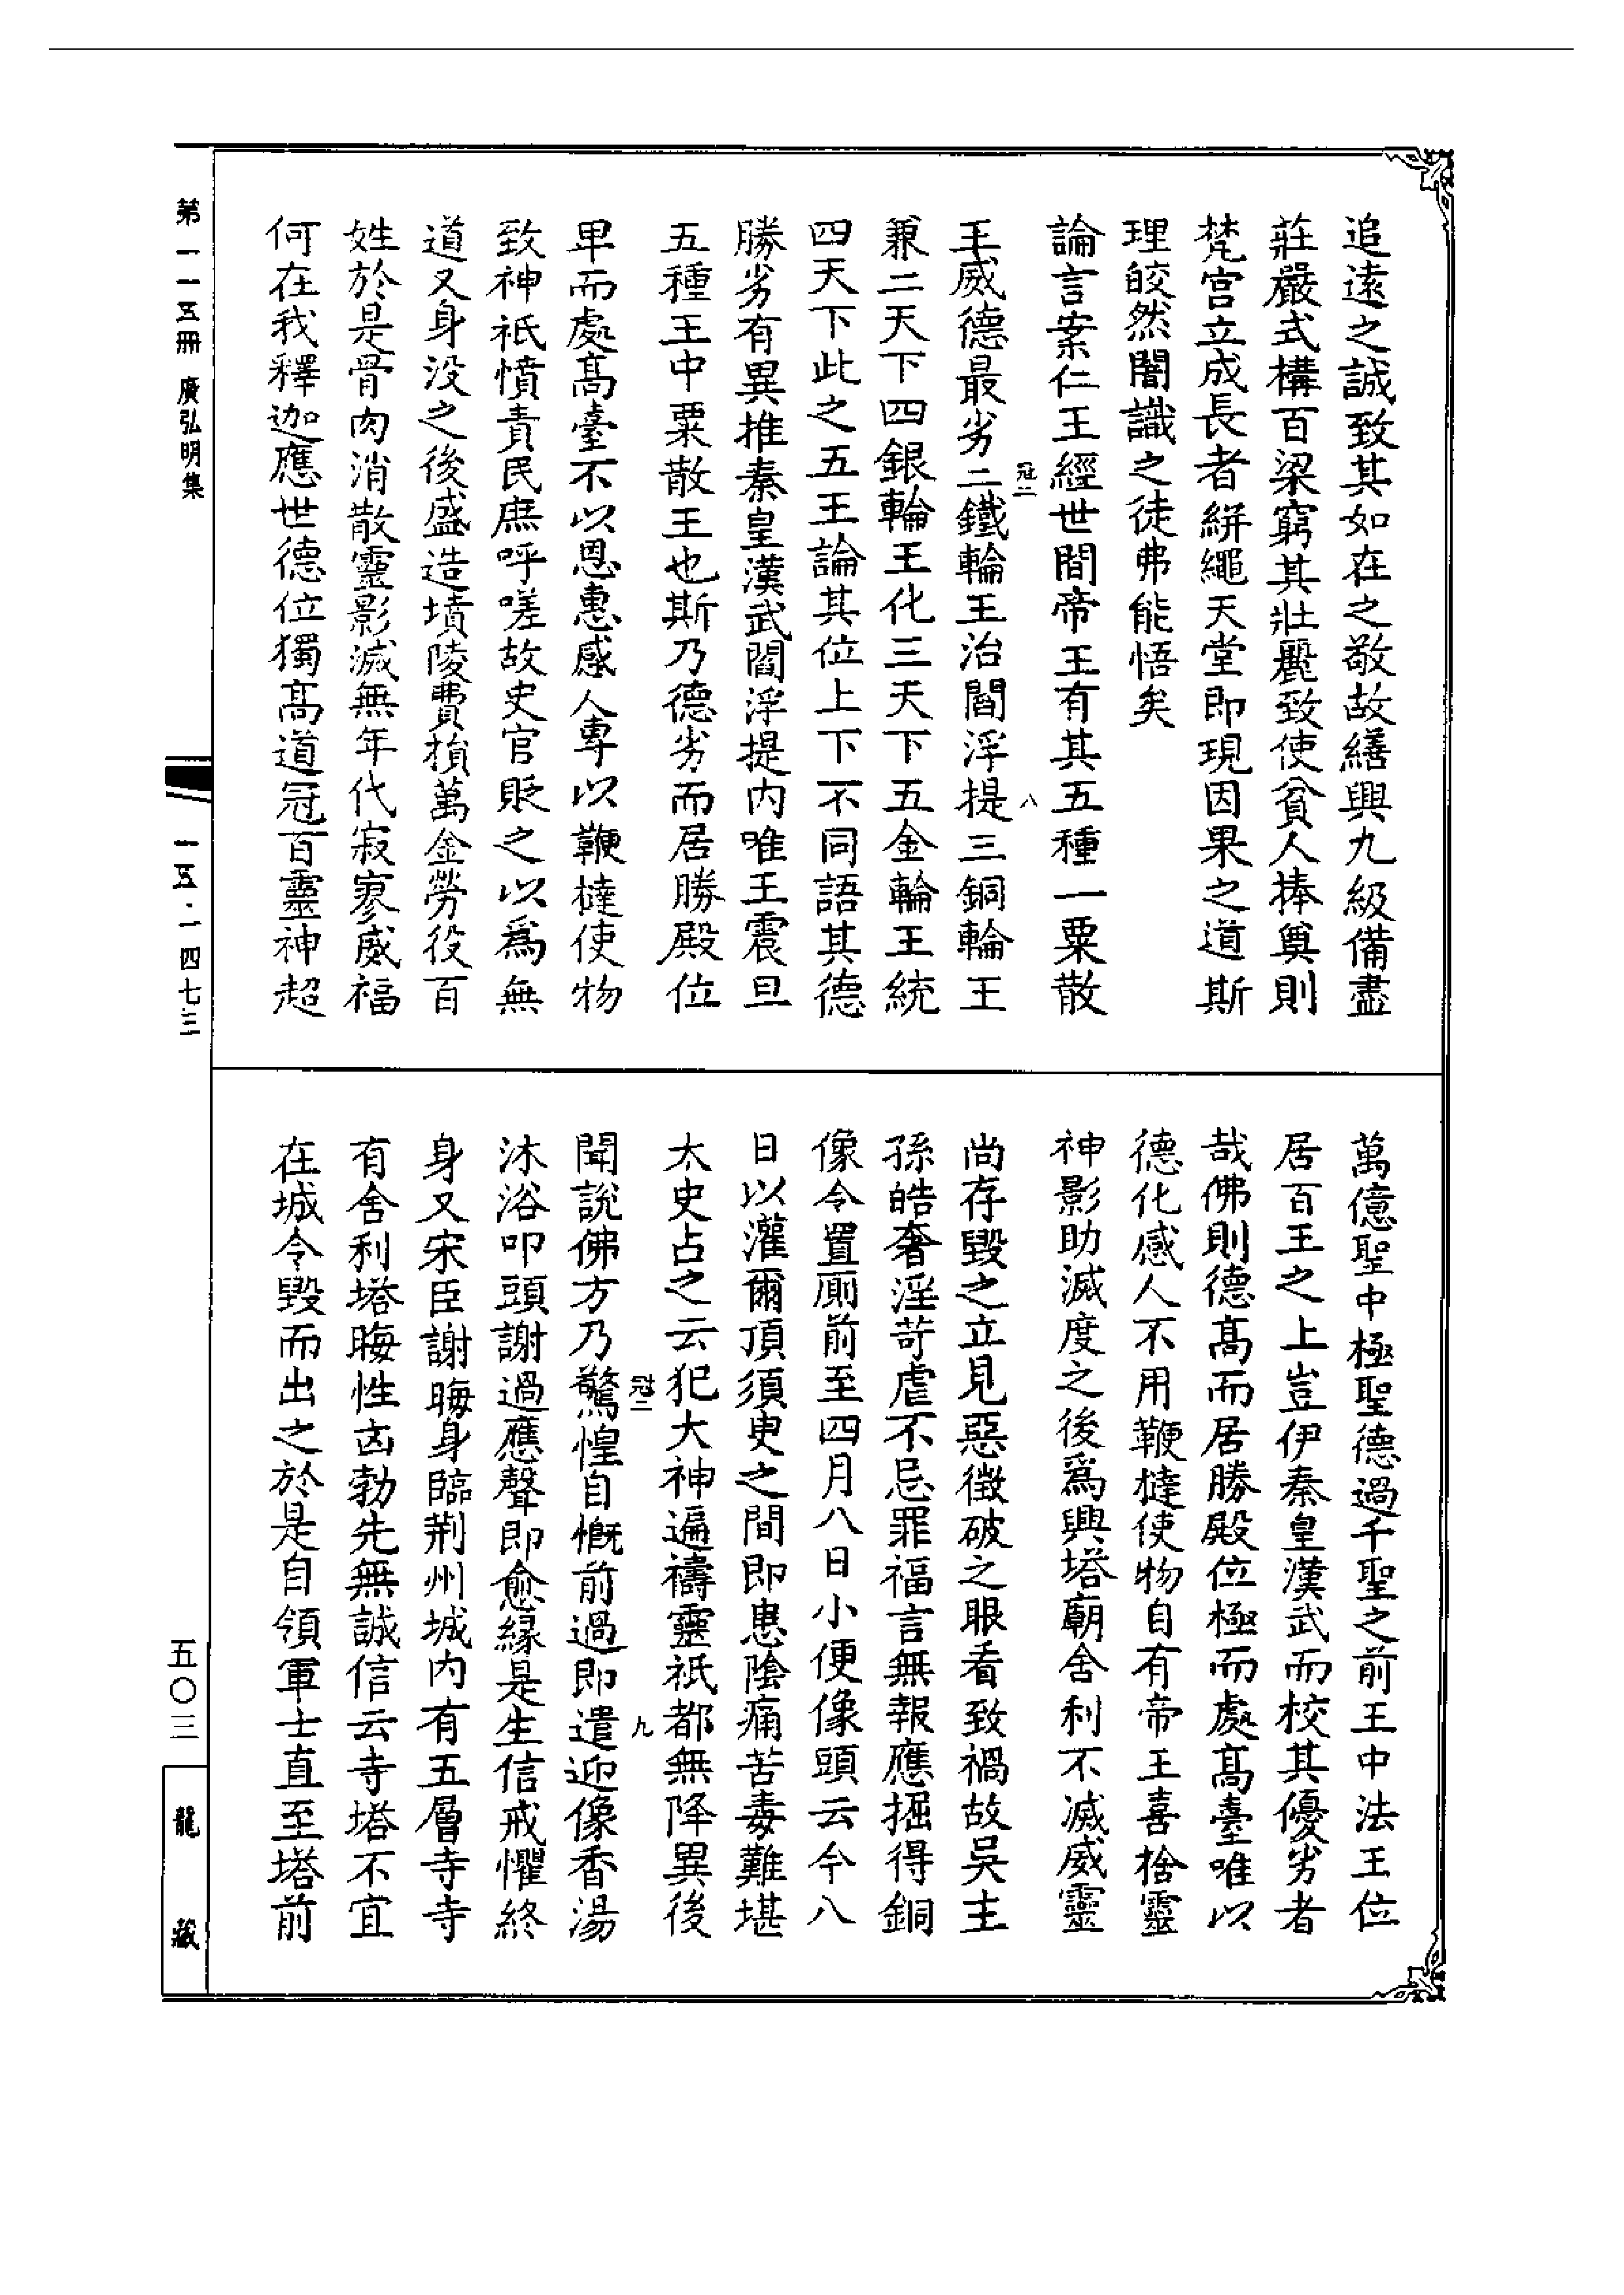 追遠之誠致其如在之敬故繕興九級備盡
莊嚴式構百梁窮其壯麗致使貧人捧奠則
梵宮立成長者絣繩天堂即現因果之道斯
理皎然闇識之徒弗能悟矣
論言案仁王經世間帝王有其五種一粟散
冠二 八
王威德最劣二鐵輪王治閻浮提三銅輪王
兼二天下四銀輪王化三天下五金輪王統
四天下此之五王論其位上下不同語其德
勝劣有異推秦皇漢武閻浮提內唯王震旦
五種王中粟散王也斯乃德劣而居勝殿位
卑而處髙臺不以恩惠感人專以鞭撻使物
致神祇憤責民庶呼嗟故史官貶之以為無
道又身沒之後盛造墳陵費損萬金勞役百
姓於是骨肉消散靈影滅無年代寂寥威福
何在我釋迦應世德位獨髙道冠百靈神超
萬億聖中極聖德過千聖之前王中法王位
居百王之上豈伊秦皇漢武而校其優劣者
哉佛則德髙而居勝殿位極而處髙臺唯以
德化感人不用鞭撻使物自有帝王喜捨靈
神影助滅度之後為興塔廟舍利不滅威靈
尚存毀之立見惡徵破之眼看致禍故吳主
孫皓奢淫苛虐不忌罪福言無報應掘得銅
像令置廁前至四月八日小便像頭云今八
日以灌爾頂須臾之間即患陰痛苦毒難堪
太史占之云犯大神遍禱靈祇都無降異後
冠二 九
聞說佛方乃驚惶自慨前過即遣迎像香湯
沐浴叩頭謝過應聲即愈緣是生信戒懼終
身又宋臣謝晦身臨荆州城內有五層寺寺
有舍利塔晦性凶勃先無誠信云寺塔不宜
在城令毀而出之於是自領軍士直至塔前
第一一五冊 廣弘明集
一五·一四七三
五〇三
龍藏